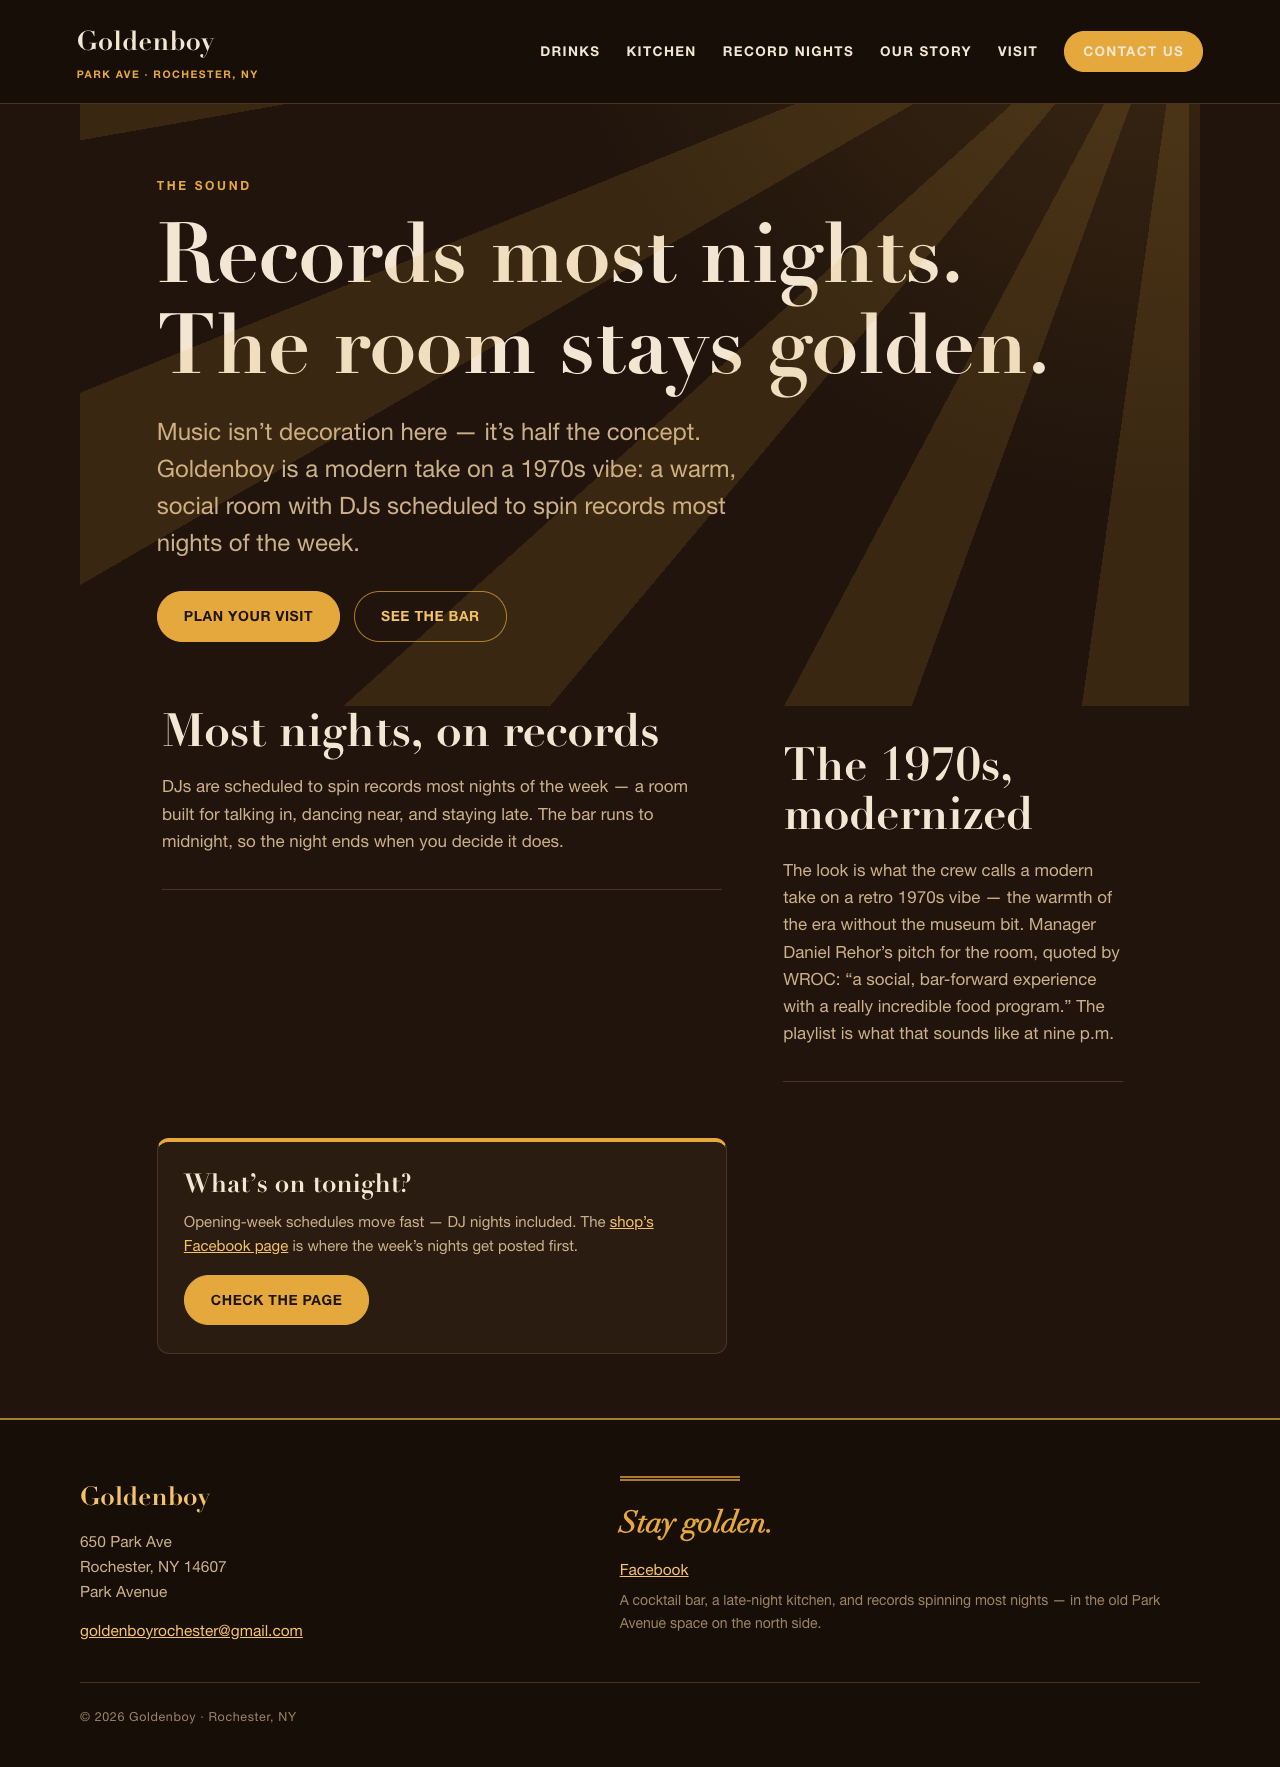 Goldenboy
PARK AVE · ROCHESTER, NY
DRINKS
KITCHEN
RECORD NIGHTS
OUR STORY
VISIT
CONTACT US
THE SOUND
Records most nights.
The room stays golden.
Music isn’t decoration here — it’s half the concept.
Goldenboy is a modern take on a 1970s vibe: a warm,
social room with DJs scheduled to spin records most
nights of the week.
PLAN YOUR VISIT
SEE THE BAR
Most nights, on records
DJs are scheduled to spin records most nights of the week — a room
built for talking in, dancing near, and staying late. The bar runs to
midnight, so the night ends when you decide it does.
The 1970s,
modernized
The look is what the crew calls a modern
take on a retro 1970s vibe — the warmth of
the era without the museum bit. Manager
Daniel Rehor’s pitch for the room, quoted by
WROC: “a social, bar-forward experience
with a really incredible food program.” The
playlist is what that sounds like at nine p.m.
What’s on tonight?
Opening-week schedules move fast — DJ nights included. The shop’s
Facebook page is where the week’s nights get posted first.
CHECK THE PAGE
Goldenboy
650 Park Ave
Rochester, NY 14607
Park Avenue
goldenboyrochester@gmail.com
Stay golden.
Facebook
A cocktail bar, a late-night kitchen, and records spinning most nights — in the old Park
Avenue space on the north side.
© 2026 Goldenboy · Rochester, NY